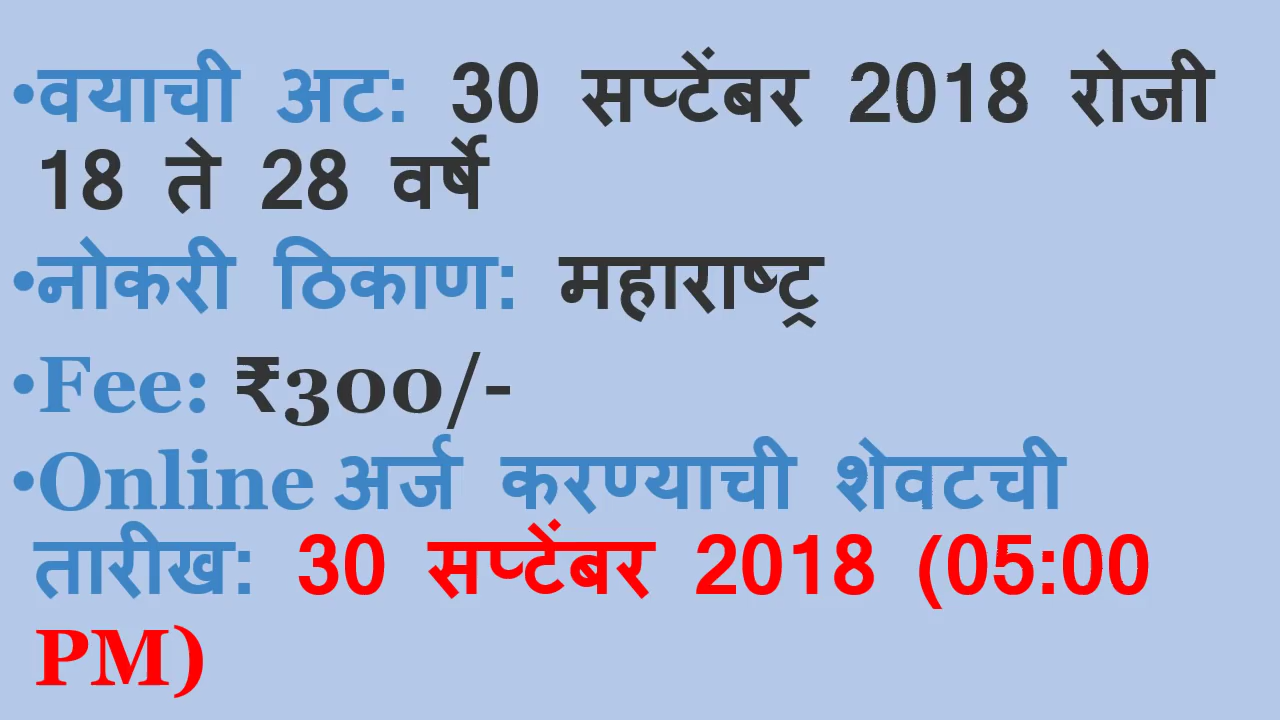 •वयाची अट: 30 सप्टेंबर 2018 रोजी
18 ते 28 वर्षे
•नोकरी ठिकाण: महाराष्ट्र
•Fee: ₹300/-
•Online अर्ज करण्याची शेवटची
तारीख: 30 सप्टेंबर 2018 (05:00
PM)